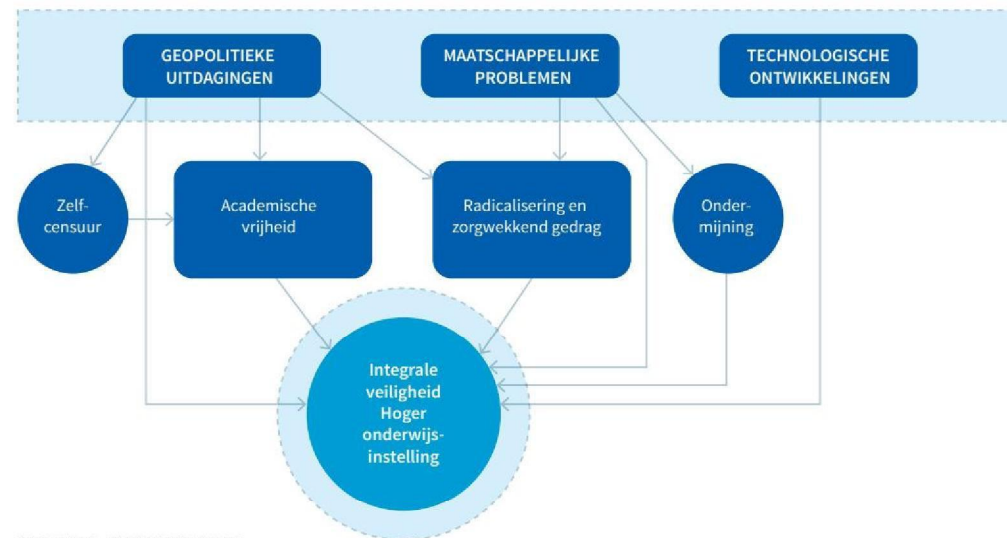 GEOPOLITIEKE
UITDAGINGEN
MAATSCHAPPELIJKE
PROBLEMEN
TECHNOLOGISCHE
ONTWIKKELINGEN
Zelf-
censuur
Academische
vrijheid
Radicalisering en
zorgwekkend gedrag
Onder-
mijning
Integrale
veiligheid
Hoger
onderwijs-
instelling